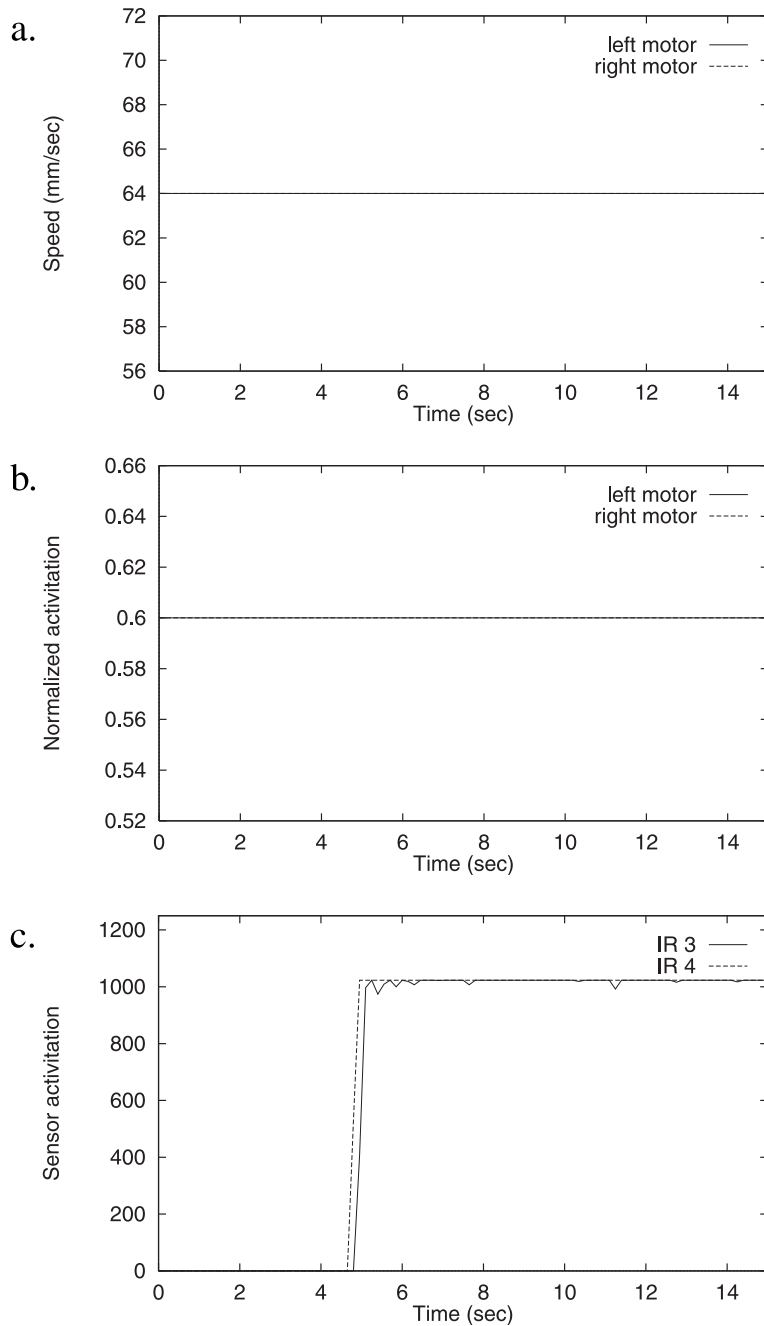 a.
72
70
68
66
64
62
60
58
56
Speed (mm/sec)
left motor
right motor
0 2 4 6 8 10 12 14
Time (sec)
b.
0.66
0.64
0.62
0.6
0.58
0.56
0.54
0.52
Normalized activitation
left motor
right motor
0 2 4 6 8 10 12 14
Time (sec)
c.
1200
1000
800
600
400
200
0
Sensor activitation
IR 3
IR 4
0 2 4 6 8 10 12 14
Time (sec)